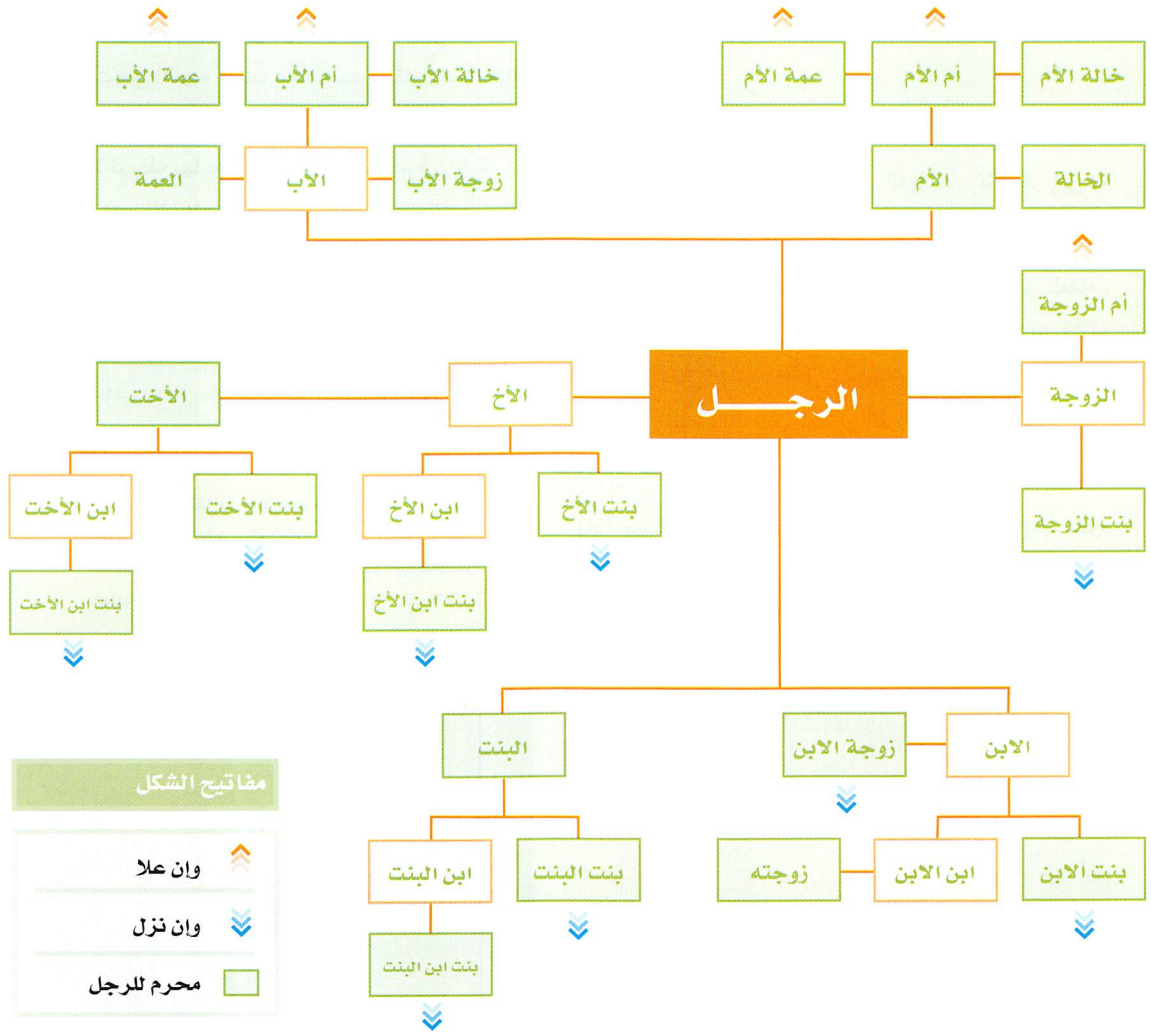 خالة الأم
أم الأم
عمة الأم
خالة الأب
أم الأب
عمة الأب
الخالة
الأم
زوجة الأب
الأب
العمة
أم الزوجة
الزوجة
الرجـــــل
الأخ
الأخت
بنت الزوجة
بنت الأخ
ابن الأخ
بنت الأخت
ابن الأخت
بنت ابن الأخ
بنت ابن الأخت
الابن
زوجة الابن
البنت
بنت الابن
ابن الابن
زوجته
بنت البنت
ابن البنت
بنت ابن البنت
مفاتيح الشكل
وإن علا
وإن نزل
محرم للرجل